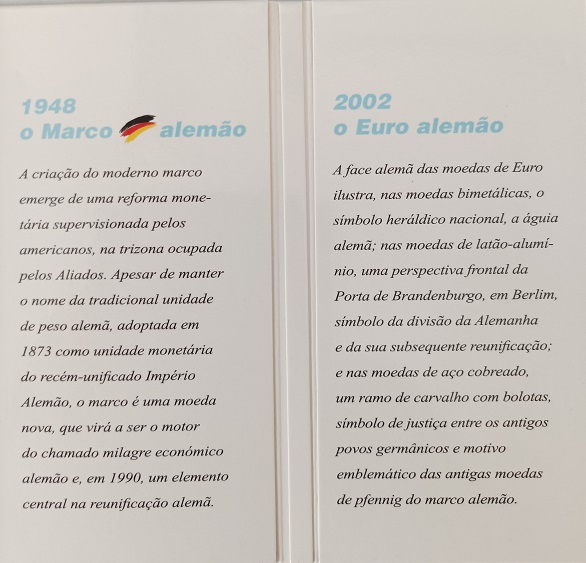 1948
o Marco alemão
A criação do moderno marco
emerge de uma reforma mone-
tária supervisionada pelos
americanos, na trizona ocupada
pelos Aliados. Apesar de manter
o nome da tradicional unidade
de peso alemã, adoptada em
1873 como unidade monetária
do recém-unificado Império
Alemão, o marco é uma moeda
nova, que virá a ser o motor
do chamado milagre económico
alemão e, em 1990, um elemento
central na reunificação alemã.
2002
o Euro alemão
A face alemã das moedas de Euro
ilustra, nas moedas bimetálicas, o
símbolo heráldico nacional, a águia
alemã; nas moedas de latão-alumí-
nio, uma perspectiva frontal da
Porta de Brandenburgo, em Berlim,
símbolo da divisão da Alemanha
e da sua subsequente reunificação;
e nas moedas de aço cobreado,
um ramo de carvalho com bolotas,
símbolo de justiça entre os antigos
povos germânicos e motivo
emblemático das antigas moedas
de pfennig do marco alemão.